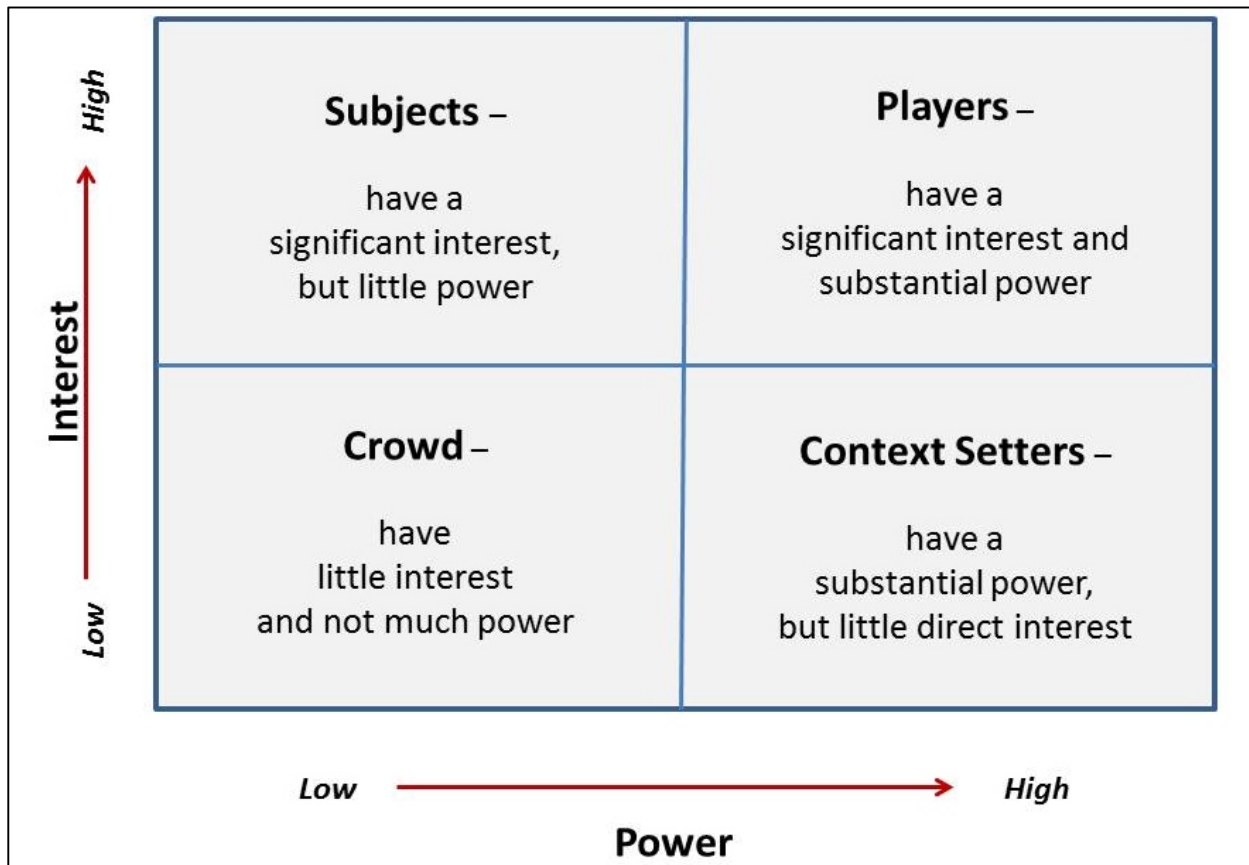 High
Interest
Low
Subjects –
have a
significant interest,
but little power
Players –
have a
significant interest and
substantial power
Crowd –
have
little interest
and not much power
Context Setters –
have a
substantial power,
but little direct interest
Low
High
Power